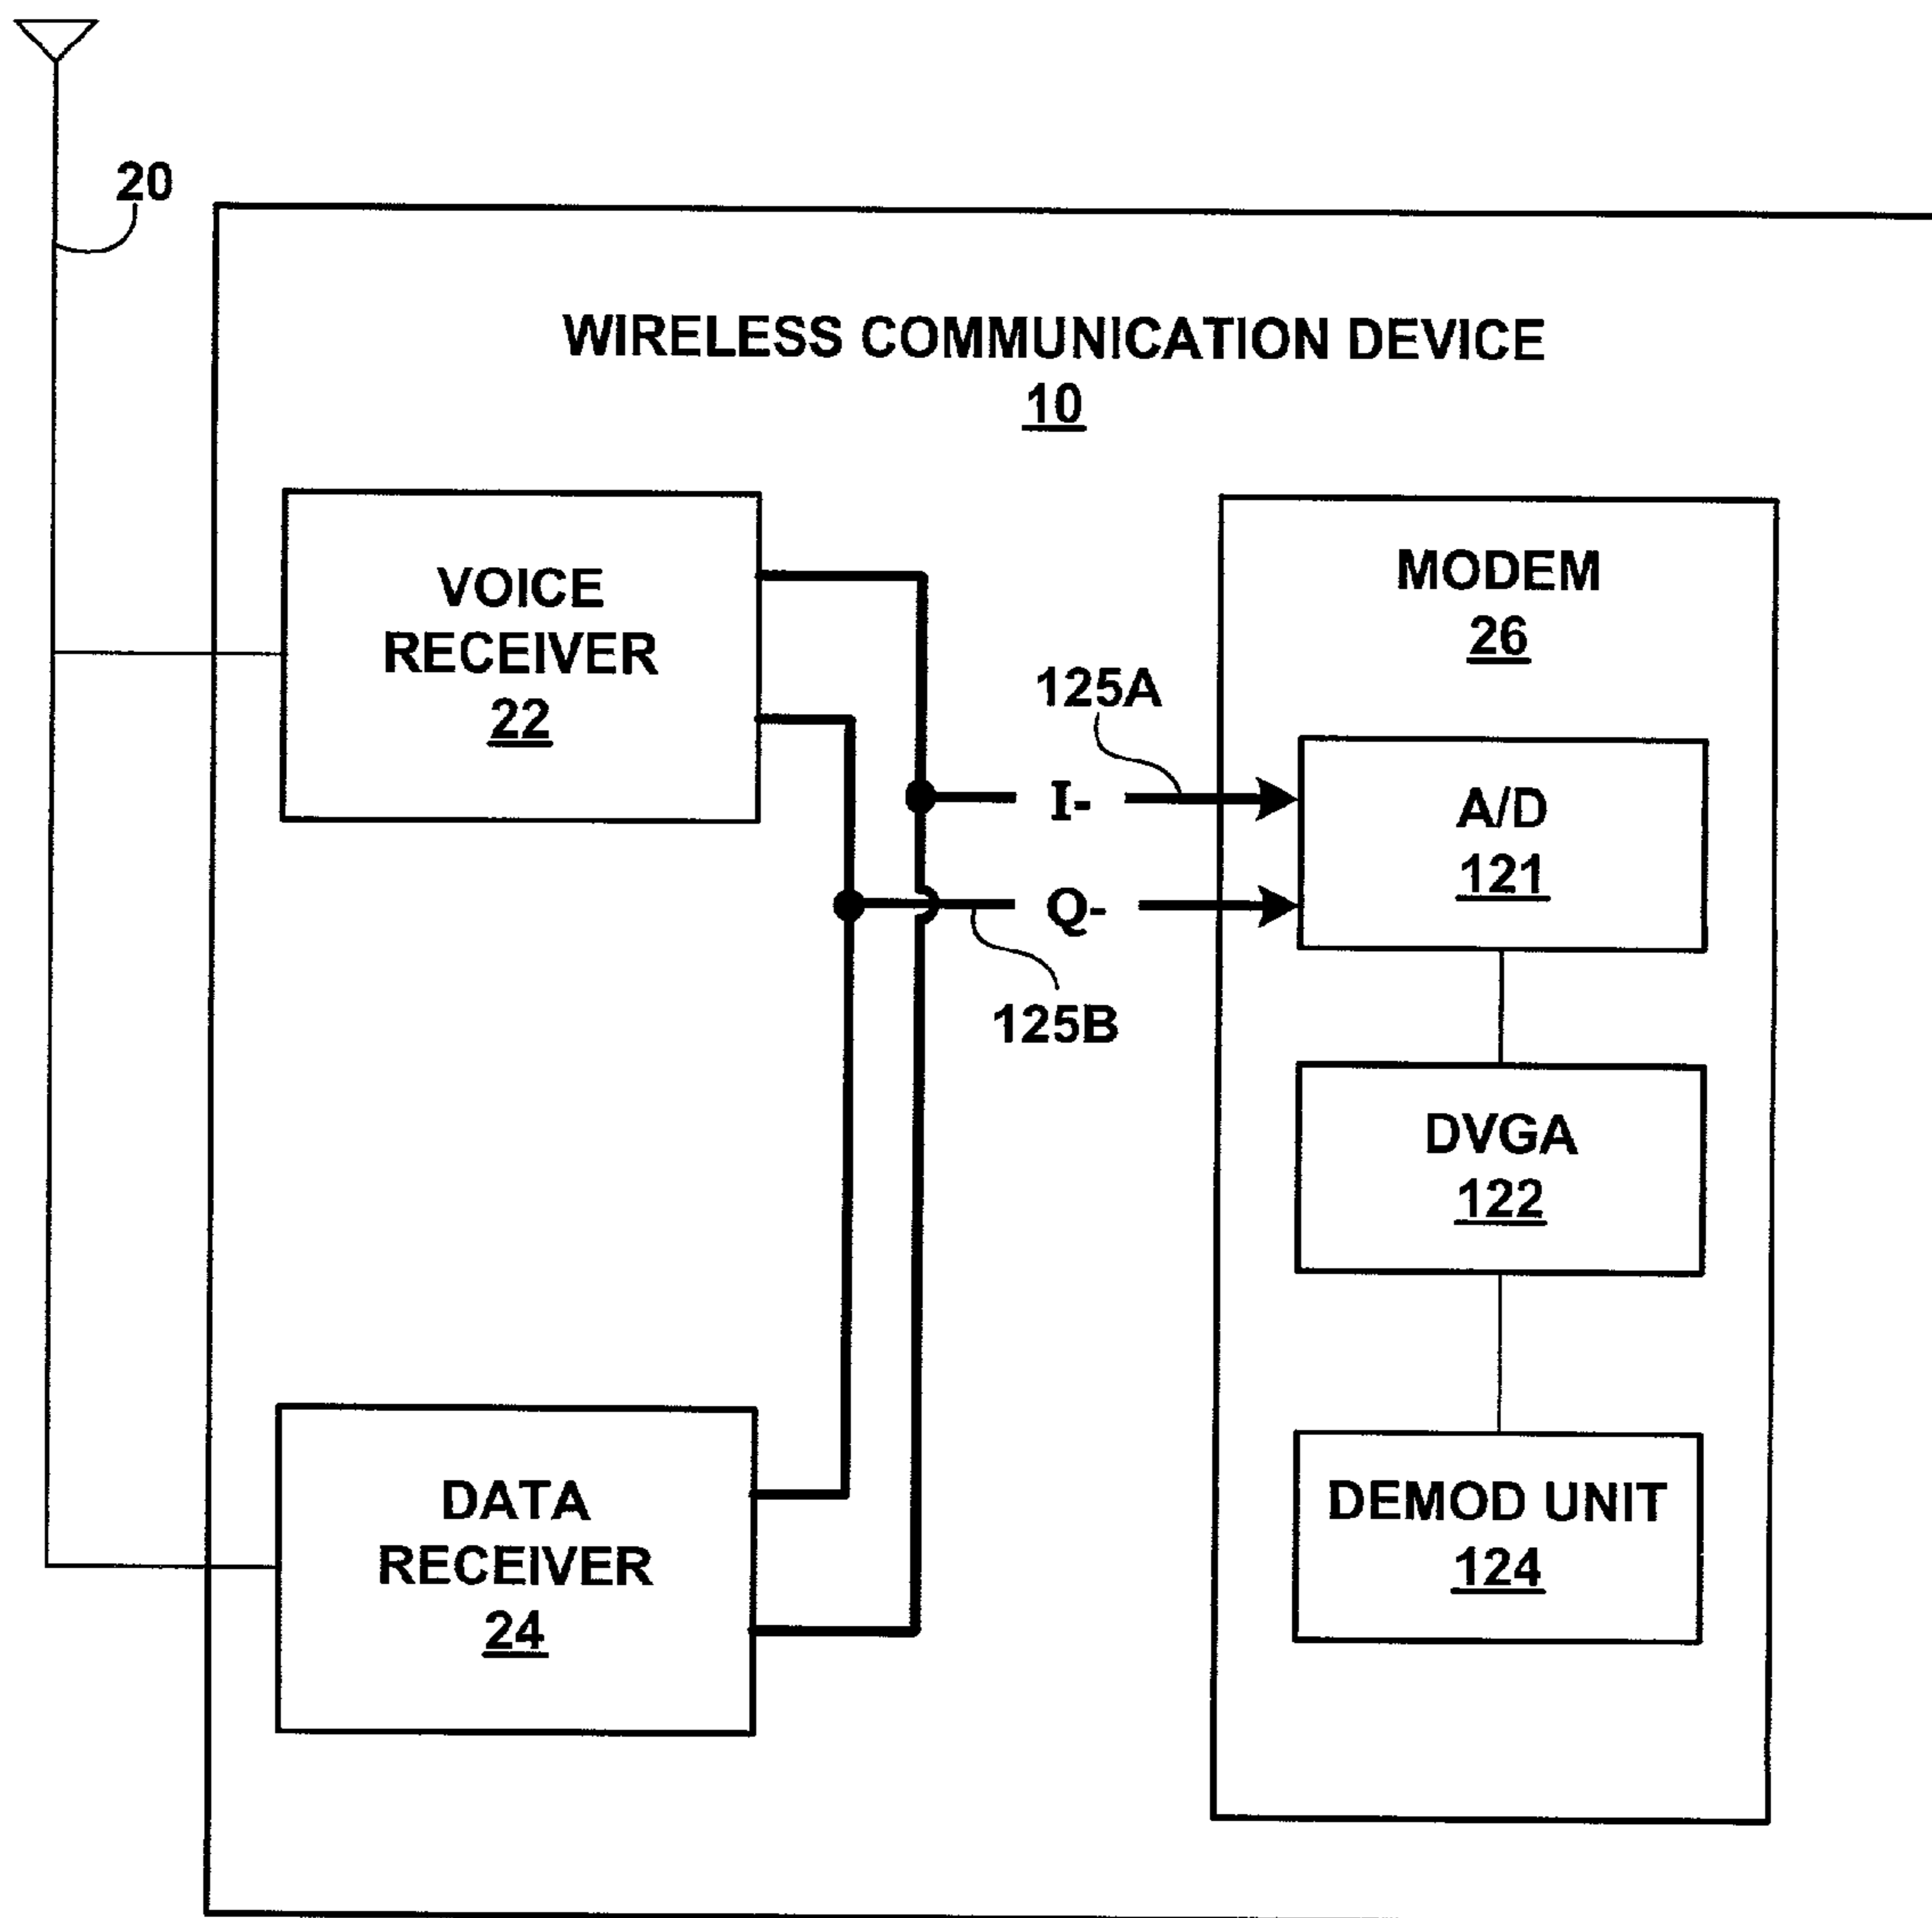 20
WIRELESS COMMUNICATION DEVICE
10
VOICE
RECEIVER
22
MODEM
26
125A
I-
A/D
121
Q-
125B
DVGA
122
DATA
RECEIVER
24
DEMOD UNIT
124